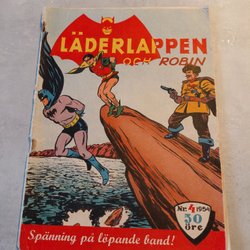 LÄDERLAPPEN
OCH ROBIN
Nr. 4 1954
50
öre
Spänning på löpande band!